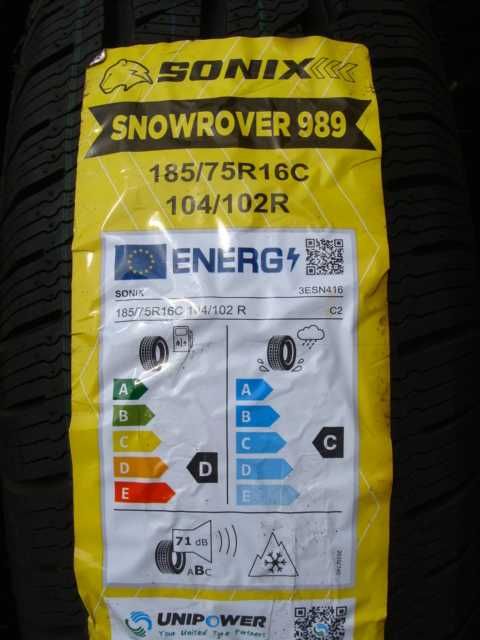 SONIX
SNOWROVER 989
185/75R16C
104/102R
ENERG
SONIX 3ESN416
185/75R16C 104/102 R C2
A A
B B
C C C
D D D
E E
71 dB
ABC
UNIPOWER
Your United Tyre Partners